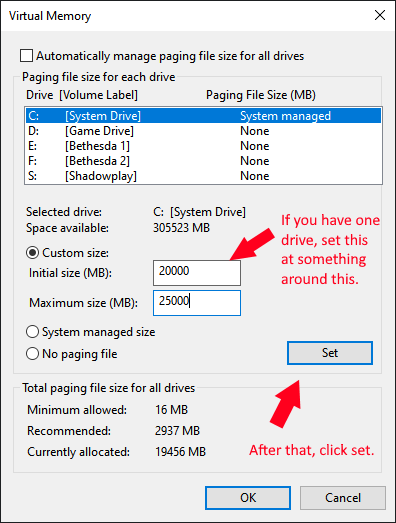 Virtual Memory
Automatically manage paging file size for all drives
Paging file size for each drive
Drive [Volume Label] Paging File Size (MB)
C: [System Drive] System managed
D: [Game Drive] None
E: [Bethesda 1] None
F: [Bethesda 2] None
S: [Shadowplay] None
Selected drive: C: [System Drive]
Space available: 305523 MB
If you have one
drive, set this
at something
around this.
Custom size:
Initial size (MB): 20000
Maximum size (MB): 25000
System managed size
No paging file
Set
After that, click set.
Total paging file size for all drives
Minimum allowed: 16 MB
Recommended: 2937 MB
Currently allocated: 19456 MB
OK Cancel